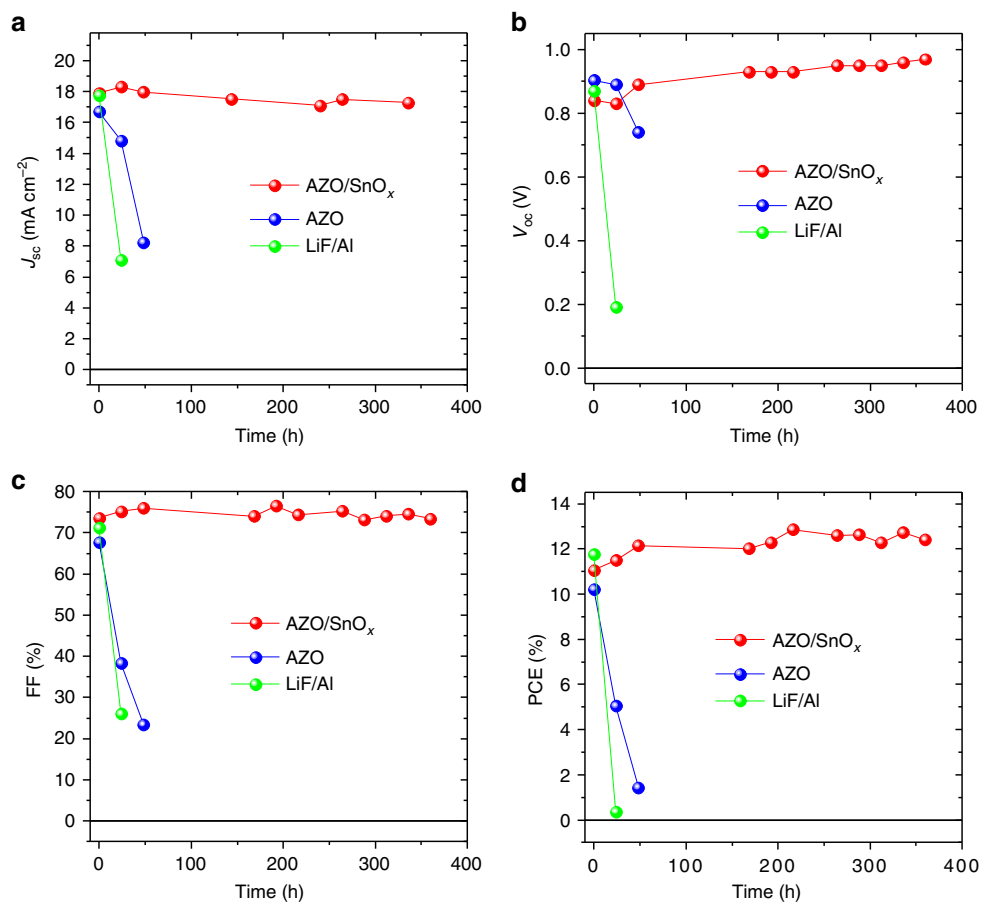 a
20
18
16
14
12
10
8
6
4
2
0
J_sc (mA cm⁻²)
AZO/SnOₓ
AZO
LiF/Al
0 100 200 300 400
Time (h)
b
1.0
0.8
0.6
0.4
0.2
0.0
V_oc (V)
AZO/SnOₓ
AZO
LiF/Al
0 100 200 300 400
Time (h)
c
80
70
60
50
40
30
20
10
0
FF (%)
AZO/SnOₓ
AZO
LiF/Al
0 100 200 300 400
Time (h)
d
14
12
10
8
6
4
2
0
PCE (%)
AZO/SnOₓ
AZO
LiF/Al
0 100 200 300 400
Time (h)